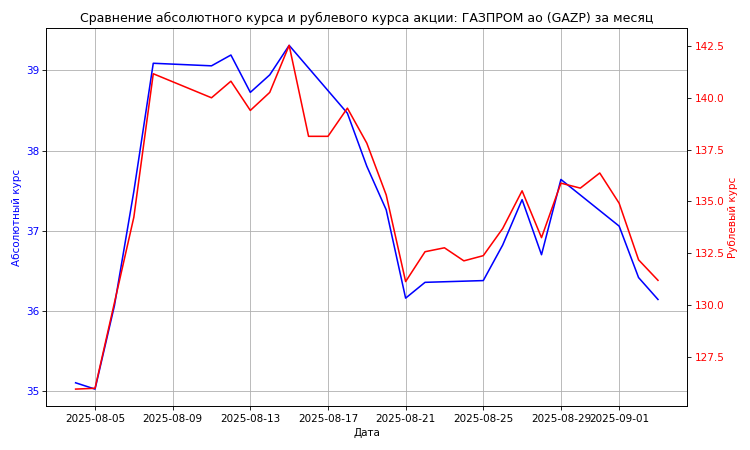 Сравнение абсолютного курса и рублевого курса акции: ГАЗПРОМ ао (GAZP) за месяц
Абсолютный курс
39
38
37
36
35
142.5
140.0
137.5
135.0
132.5
130.0
127.5
Рублевый курс
2025-08-05 2025-08-09 2025-08-13 2025-08-17 2025-08-21 2025-08-25 2025-08-29 2025-09-01
Дата